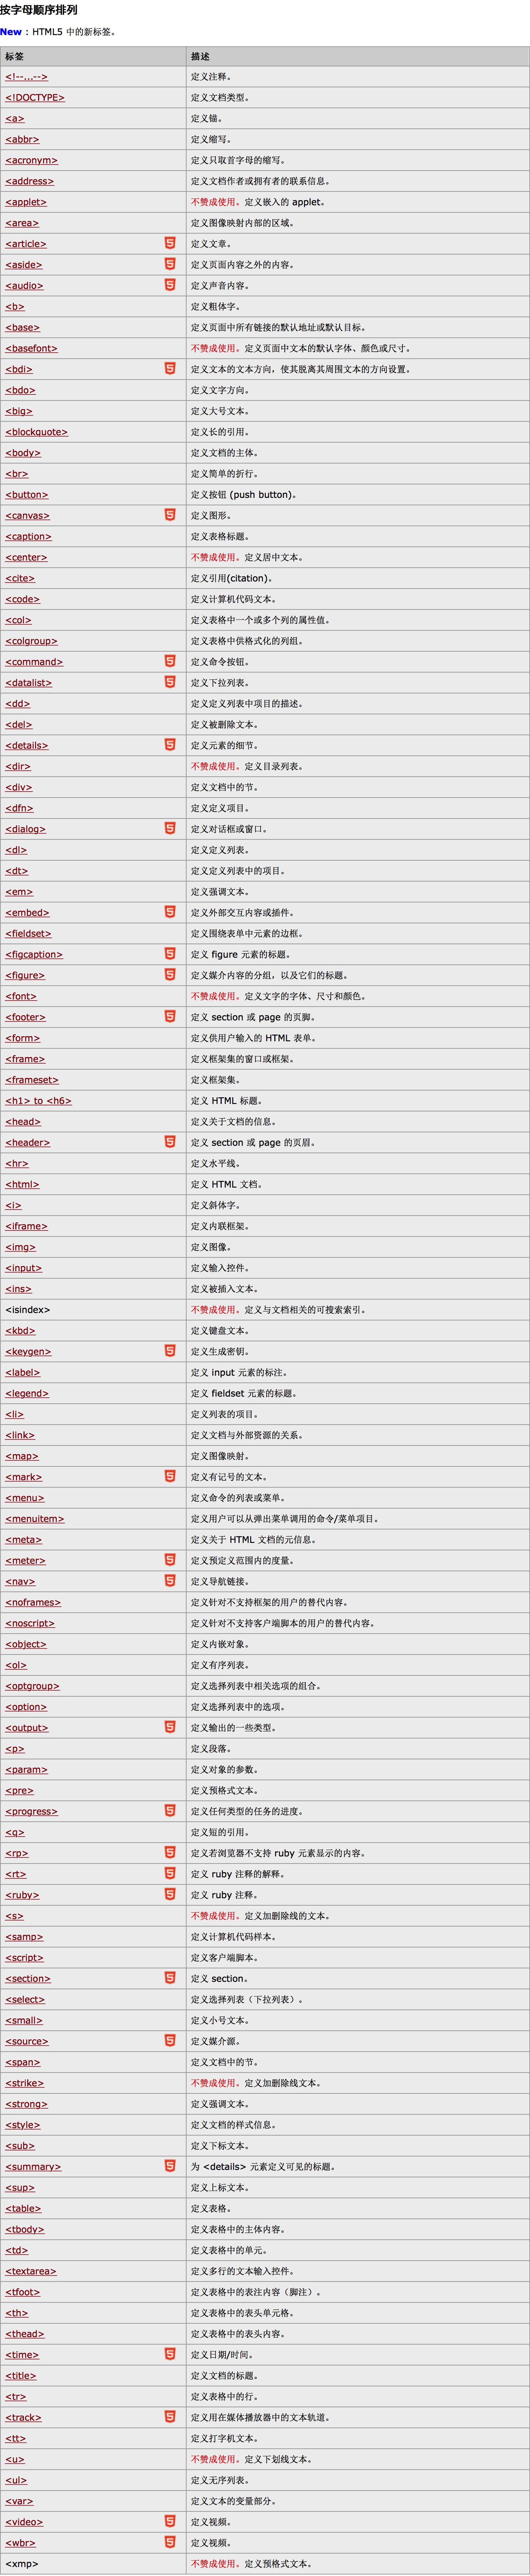 按字母顺序排列
New : HTML5 中的新标签。
标签 描述
<!--...--> 定义注释。
<!DOCTYPE> 定义文档类型。
<a> 定义锚。
<abbr> 定义缩写。
<acronym> 定义只取首字母的缩写。
<address> 定义文档作者或拥有者的联系信息。
<applet> 不赞成使用。定义嵌入的 applet。
<area> 定义图像映射内部的区域。
<article> 5 定义文章。
<aside> 5 定义页面内容之外的内容。
<audio> 5 定义声音内容。
<b> 定义粗体字。
<base> 定义页面中所有链接的默认地址或默认目标。
<basefont> 不赞成使用。定义页面中文本的默认字体、颜色或尺寸。
<bdi> 5 定义文本的文本方向，使其脱离其周围文本的方向设置。
<bdo> 定义文字方向。
<big> 定义大号文本。
<blockquote> 定义长的引用。
<body> 定义文档的主体。
<br> 定义简单的折行。
<button> 定义按钮 (push button)。
<canvas> 5 定义图形。
<caption> 定义表格标题。
<center> 不赞成使用。定义居中文本。
<cite> 定义引用(citation)。
<code> 定义计算机代码文本。
<col> 定义表格中一个或多个列的属性值。
<colgroup> 定义表格中供格式化的列组。
<command> 5 定义命令按钮。
<datalist> 5 定义下拉列表。
<dd> 定义定义列表中项目的描述。
<del> 定义被删除文本。
<details> 5 定义元素的细节。
<dir> 不赞成使用。定义目录列表。
<div> 定义文档中的节。
<dfn> 定义定义项目。
<dialog> 5 定义对话框或窗口。
<dl> 定义定义列表。
<dt> 定义定义列表中的项目。
<em> 定义强调文本。
<embed> 5 定义外部交互内容或插件。
<fieldset> 定义围绕表单中元素的边框。
<figcaption> 5 定义 figure 元素的标题。
<figure> 5 定义媒介内容的分组，以及它们的标题。
<font> 不赞成使用。定义文字的字体、尺寸和颜色。
<footer> 5 定义 section 或 page 的页脚。
<form> 定义供用户输入的 HTML 表单。
<frame> 定义框架集的窗口或框架。
<frameset> 定义框架集。
<h1> to <h6> 定义 HTML 标题。
<head> 定义关于文档的信息。
<header> 5 定义 section 或 page 的页眉。
<hr> 定义水平线。
<html> 定义 HTML 文档。
<i> 定义斜体字。
<iframe> 定义内联框架。
<img> 定义图像。
<input> 定义输入控件。
<ins> 定义被插入文本。
<isindex> 不赞成使用。定义与文档相关的可搜索索引。
<kbd> 定义键盘文本。
<keygen> 5 定义生成密钥。
<label> 定义 input 元素的标注。
<legend> 定义 fieldset 元素的标题。
<li> 定义列表的项目。
<link> 定义文档与外部资源的关系。
<map> 定义图像映射。
<mark> 5 定义有记号的文本。
<menu> 定义命令的列表或菜单。
<menuitem> 定义用户可以从弹出菜单调用的命令/菜单项目。
<meta> 定义关于 HTML 文档的元信息。
<meter> 5 定义预定义范围内的度量。
<nav> 5 定义导航链接。
<noframes> 定义针对不支持框架的用户的替代内容。
<noscript> 定义针对不支持客户端脚本的用户的替代内容。
<object> 定义内嵌对象。
<ol> 定义有序列表。
<optgroup> 定义选择列表中相关选项的组合。
<option> 定义选择列表中的选项。
<output> 5 定义输出的一些类型。
<p> 定义段落。
<param> 定义对象的参数。
<pre> 定义预格式文本。
<progress> 5 定义任何类型的任务的进度。
<q> 定义短的引用。
<rp> 5 定义若浏览器不支持 ruby 元素显示的内容。
<rt> 5 定义 ruby 注释的解释。
<ruby> 5 定义 ruby 注释。
<s> 不赞成使用。定义加删除线的文本。
<samp> 定义计算机代码样本。
<script> 定义客户端脚本。
<section> 5 定义 section。
<select> 定义选择列表（下拉列表）。
<small> 定义小号文本。
<source> 5 定义媒介源。
<span> 定义文档中的节。
<strike> 不赞成使用。定义加删除线文本。
<strong> 定义强调文本。
<style> 定义文档的样式信息。
<sub> 定义下标文本。
<summary> 5 为 <details> 元素定义可见的标题。
<sup> 定义上标文本。
<table> 定义表格。
<tbody> 定义表格中的主体内容。
<td> 定义表格中的单元。
<textarea> 定义多行的文本输入控件。
<tfoot> 定义表格中的表注内容（脚注）。
<th> 定义表格中的表头单元格。
<thead> 定义表格中的表头内容。
<time> 5 定义日期/时间。
<title> 定义文档的标题。
<tr> 定义表格中的行。
<track> 5 定义用在媒体播放器中的文本轨道。
<tt> 定义打字机文本。
<u> 不赞成使用。定义下划线文本。
<ul> 定义无序列表。
<var> 定义文本的变量部分。
<video> 5 定义视频。
<wbr> 5 定义视频。
<xmp> 不赞成使用。定义预格式文本。